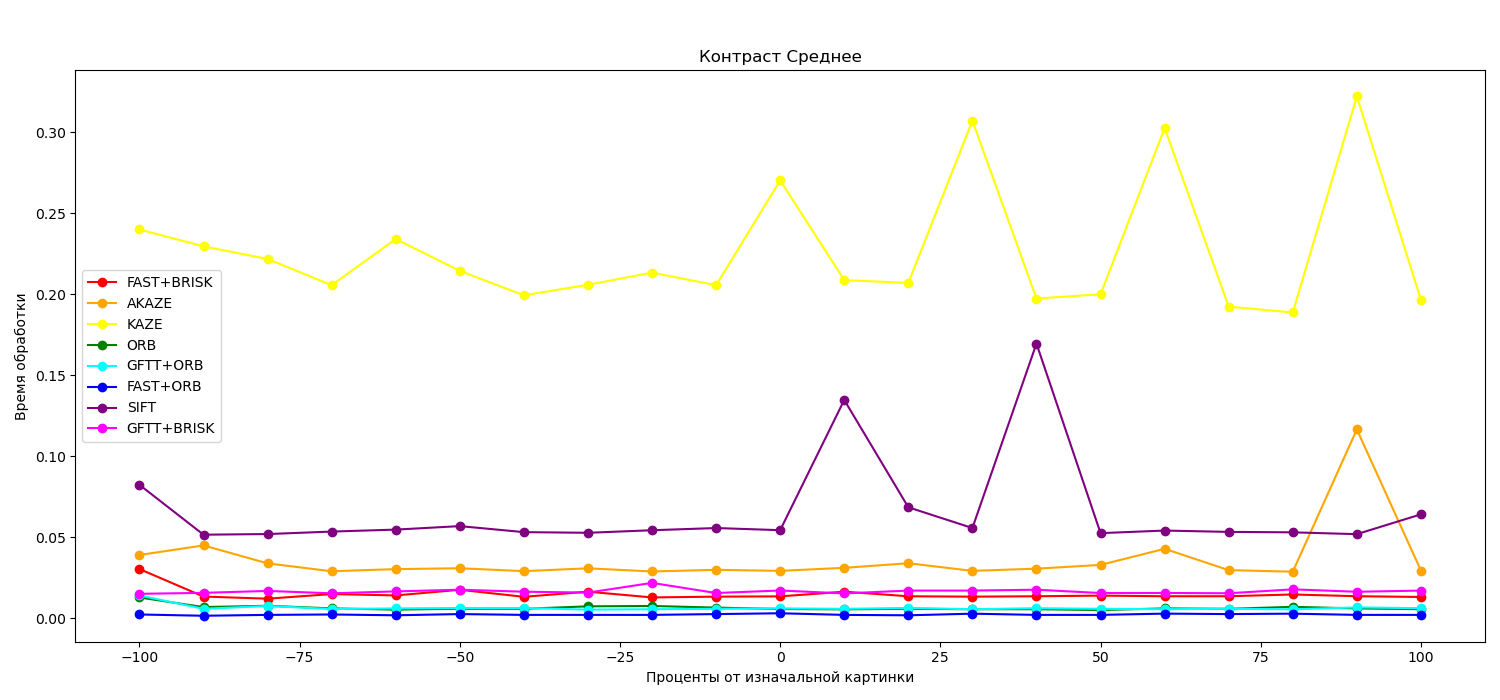 Контраст Среднее
0.30
0.25
0.20
0.15
0.10
0.05
0.00
Время обработки
FAST+BRISK
AKAZE
KAZE
ORB
GFTT+ORB
FAST+ORB
SIFT
GFTT+BRISK
−100 −75 −50 −25 0 25 50 75 100
Проценты от изначальной картинки